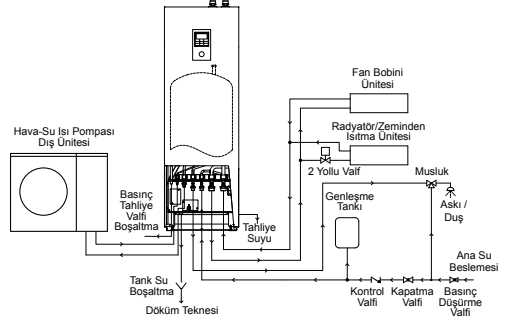 Fan Bobini
Ünitesi
Radyatör/Zeminden
Isıtma Ünitesi
Hava-Su Isı Pompası
Dış Ünitesi
2 Yollu Valf
Musluk
Genleşme
Tankı
Askı /
Duş
Basınç
Tahliye
Valfi
Boşaltma
Tahliye
Suyu
Ana Su
Beslemesi
Tank Su
Boşaltma
Döküm Teknesi
Kontrol
Valfi
Kapatma
Valfi
Basınç
Düşürme
Valfi